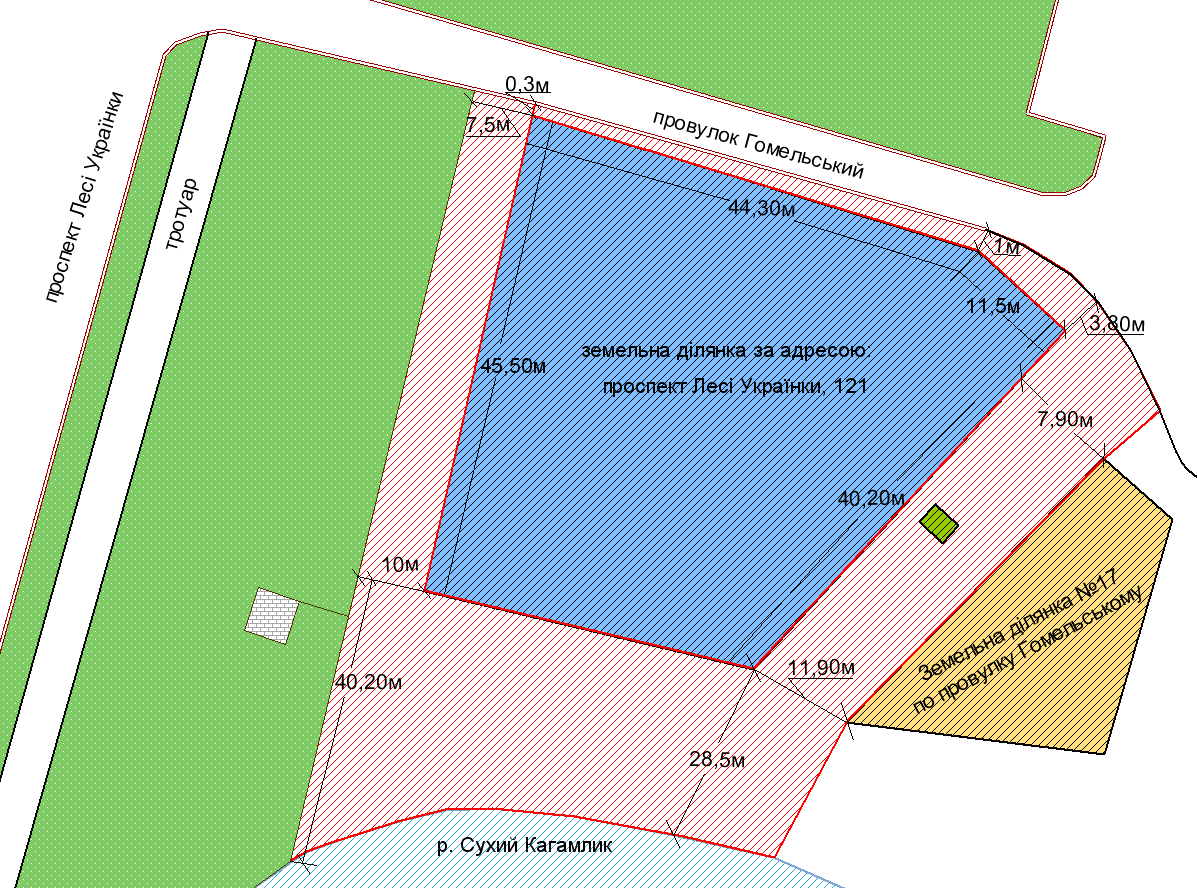 0,3м
7,5м
провулок Гомельський
проспект Лесі Українки
тротуар
44,30м
1м
11,5м
3,80м
земельна ділянка за адресою:
проспект Лесі Українки, 121
45,50м
7,90м
40,20м
10м
Земельна ділянка №17
по провулку Гомельському
11,90м
40,20м
28,5м
р. Сухий Кагамлик